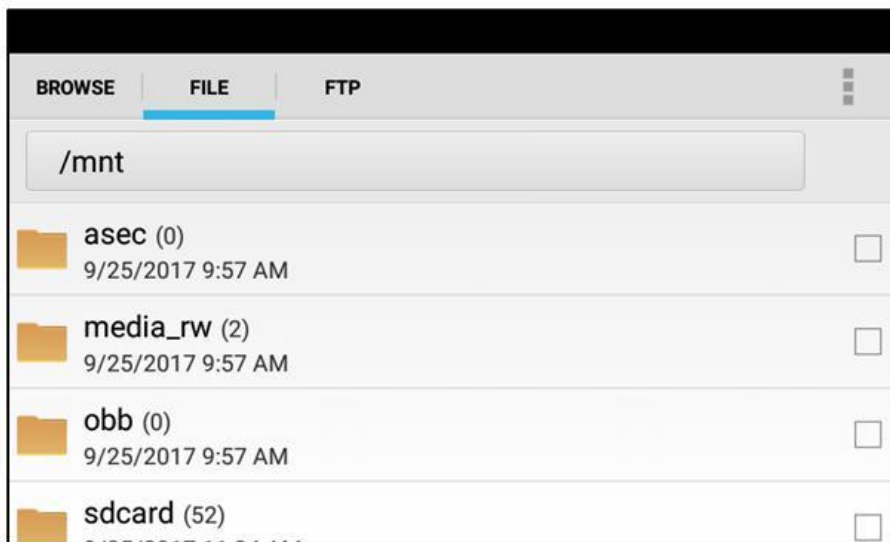 BROWSE FILE FTP
/mnt
asec (0)
9/25/2017 9:57 AM
media_rw (2)
9/25/2017 9:57 AM
obb (0)
9/25/2017 9:57 AM
sdcard (52)